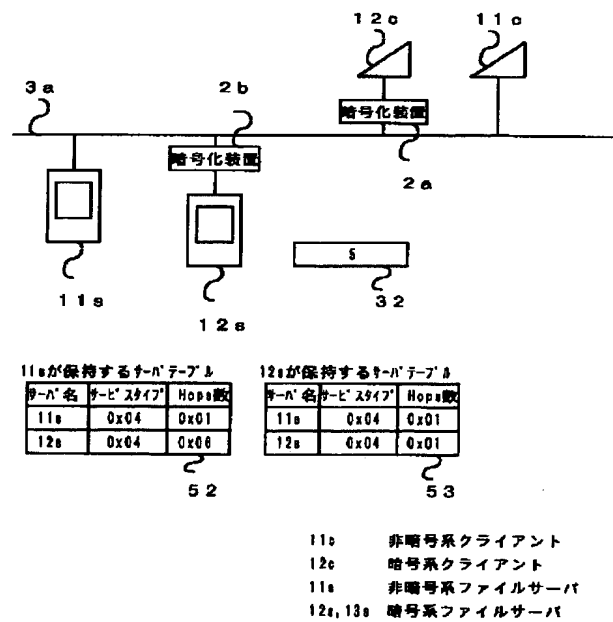 12c 11c
3a 2b
暗号化装置
暗号化装置
2a
5
11s 12s 32
11sが保持するサーバテーブル
サーバ名 サービスタイプ Hops数
11s 0x04 0x01
12s 0x04 0x06
52
12sが保持するサーバテーブル
サーバ名 サービスタイプ Hops数
11s 0x04 0x01
12s 0x04 0x01
53
11c 非暗号系クライアント
12c 暗号系クライアント
11s 非暗号系ファイルサーバ
12s,13s 暗号系ファイルサーバ